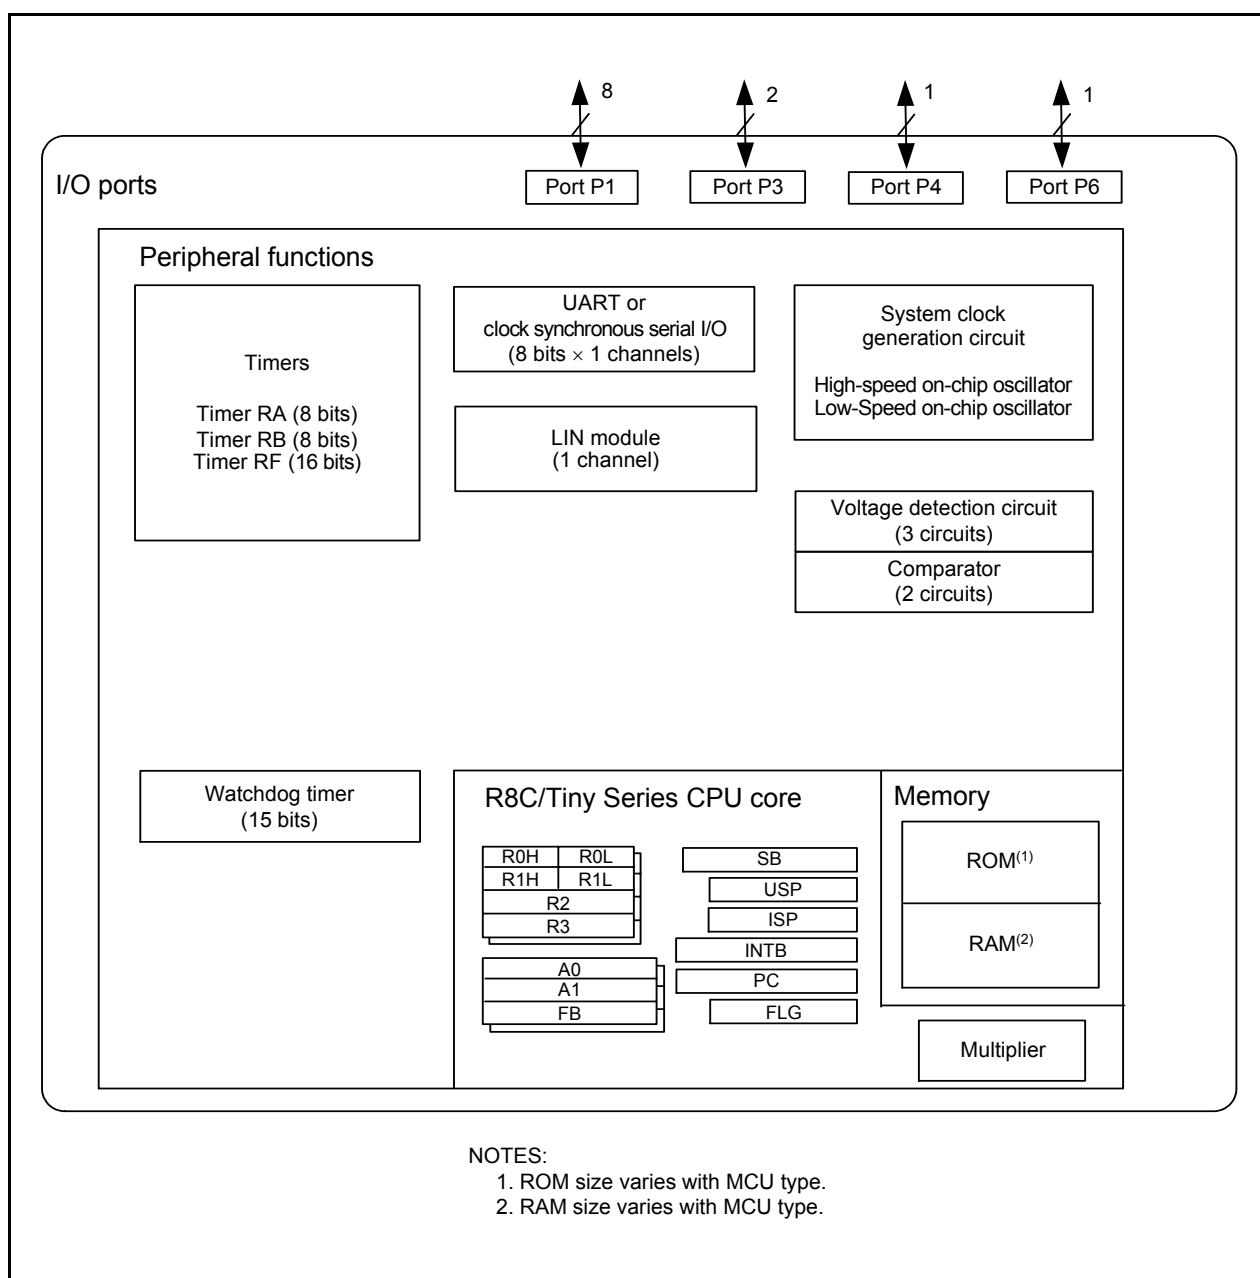 8
2
1
1
I/O ports
Port P1
Port P3
Port P4
Port P6
Peripheral functions
Timers
Timer RA (8 bits)
Timer RB (8 bits)
Timer RF (16 bits)
UART or
clock synchronous serial I/O
(8 bits × 1 channels)
LIN module
(1 channel)
System clock
generation circuit
High-speed on-chip oscillator
Low-Speed on-chip oscillator
Voltage detection circuit
(3 circuits)
Comparator
(2 circuits)
Watchdog timer
(15 bits)
R8C/Tiny Series CPU core
R0H R0L
R1H R1L
R2
R3
A0
A1
FB
SB
USP
ISP
INTB
PC
FLG
Memory
ROM(1)
RAM(2)
Multiplier
NOTES:
1. ROM size varies with MCU type.
2. RAM size varies with MCU type.